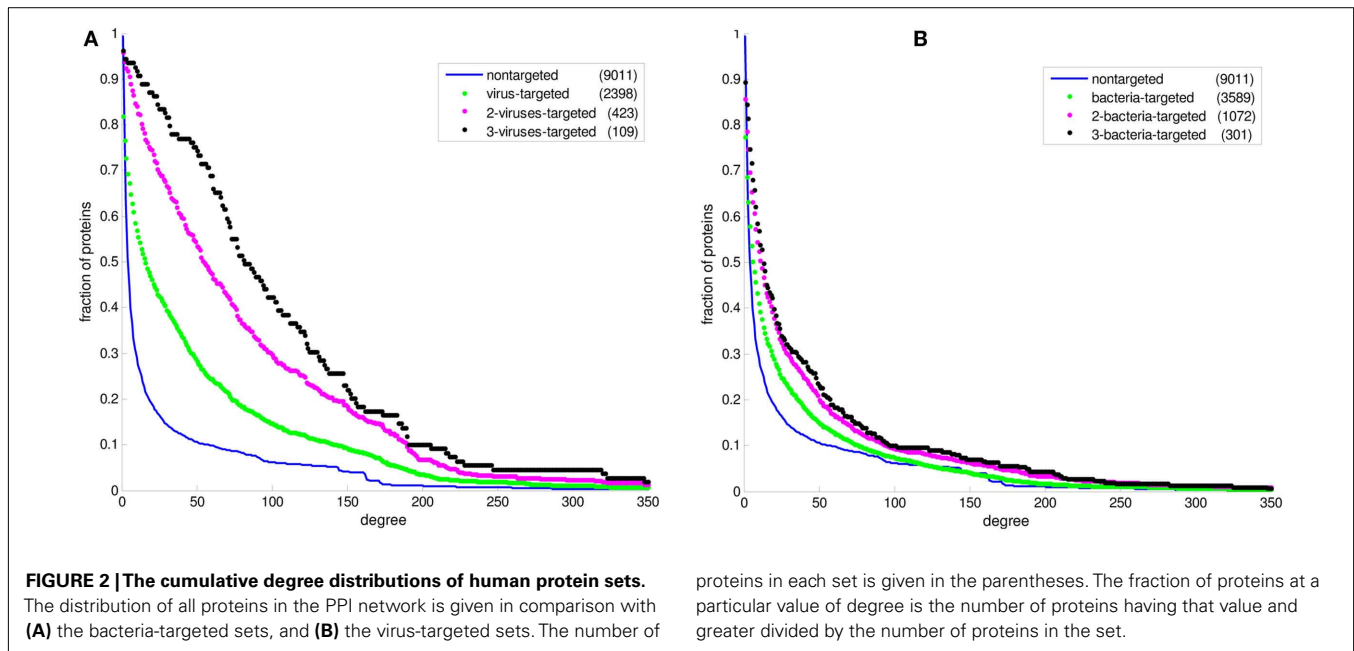 A
1
0.9
0.8
0.7
0.6
0.5
0.4
0.3
0.2
0.1
0
fraction of proteins
nontargeted (9011)
virus-targeted (2398)
2-viruses-targeted (423)
3-viruses-targeted (109)
0 50 100 150 200 250 300 350
degree
B
1
0.9
0.8
0.7
0.6
0.5
0.4
0.3
0.2
0.1
0
fraction of proteins
nontargeted (9011)
bacteria-targeted (3589)
2-bacteria-targeted (1072)
3-bacteria-targeted (301)
0 50 100 150 200 250 300 350
degree
FIGURE 2 | The cumulative degree distributions of human protein sets.
The distribution of all proteins in the PPI network is given in comparison with
(A) the bacteria-targeted sets, and (B) the virus-targeted sets. The number of
proteins in each set is given in the parentheses. The fraction of proteins at a
particular value of degree is the number of proteins having that value and
greater divided by the number of proteins in the set.